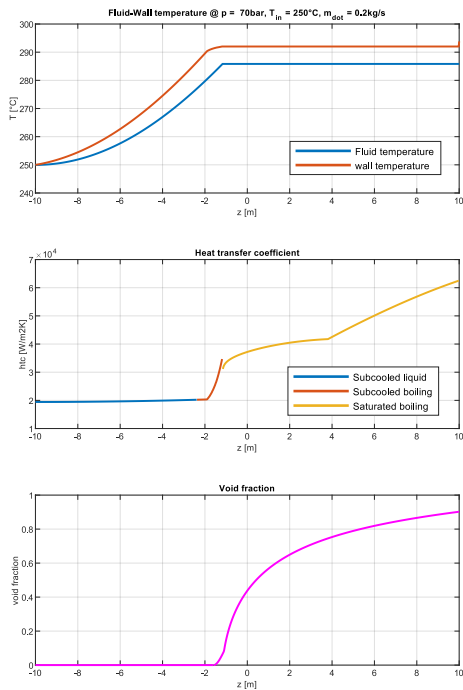 Fluid-Wall temperature @ p = 70bar, T_in = 250°C, m_dot = 0.2kg/s
300
290
280
270
260
250
240
T [°C]
Fluid temperature
wall temperature
-10 -8 -6 -4 -2 0 2 4 6 8 10
z [m]
Heat transfer coefficient
×10^4
7
6
5
4
3
2
1
htc [W/m2K]
Subcooled liquid
Subcooled boiling
Saturated boiling
-10 -8 -6 -4 -2 0 2 4 6 8 10
z [m]
Void fraction
1
0.8
0.6
0.4
0.2
0
void fraction
-10 -8 -6 -4 -2 0 2 4 6 8 10
z [m]